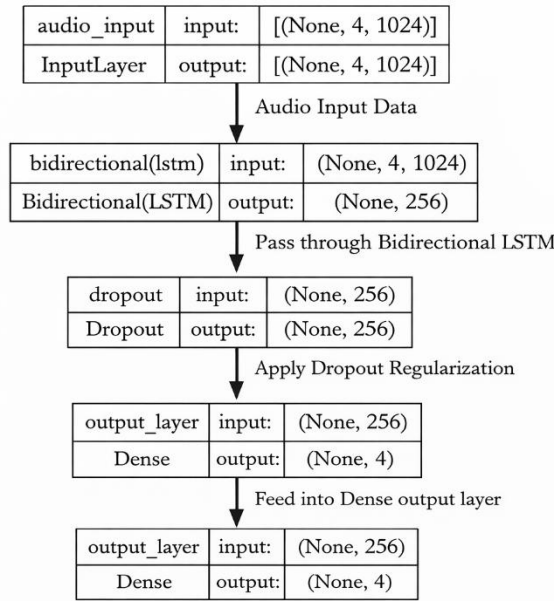 audio_input input: [(None, 4, 1024)]
InputLayer output: [(None, 4, 1024)]
Audio Input Data
bidirectional(lstm) input: (None, 4, 1024)
Bidirectional(LSTM) output: (None, 256)
Pass through Bidirectional LSTM
dropout input: (None, 256)
Dropout output: (None, 256)
Apply Dropout Regularization
output_layer input: (None, 256)
Dense output: (None, 4)
Feed into Dense output layer
output_layer input: (None, 256)
Dense output: (None, 4)